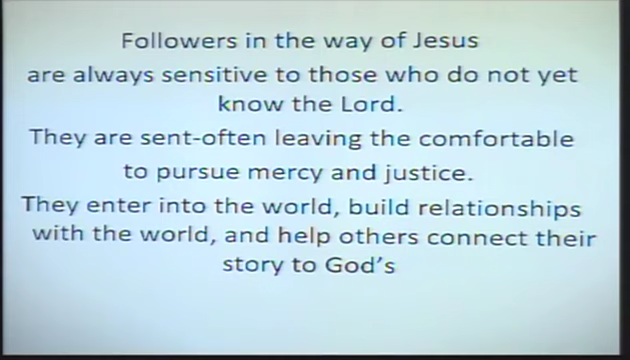 Followers in the way of Jesus
are always sensitive to those who do not yet
know the Lord.
They are sent-often leaving the comfortable
to pursue mercy and justice.
They enter into the world, build relationships
with the world, and help others connect their
story to God's